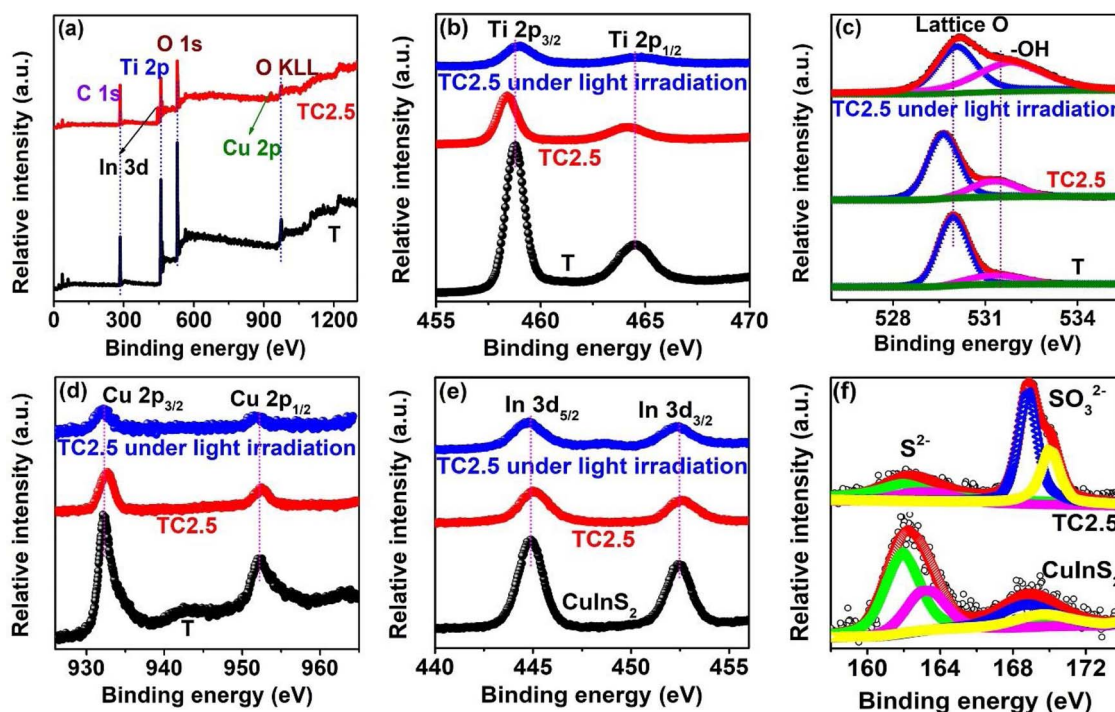 (a)
O 1s
Ti 2p
O KLL
C 1s
TC2.5
Cu 2p
In 3d
T
0 300 600 900 1200
Binding energy (eV)
Relative intensity (a.u.)
(b)
Ti 2p3/2
Ti 2p1/2
TC2.5 under light irradiation
TC2.5
T
455 460 465 470
Binding energy (eV)
Relative intensity (a.u.)
(c)
Lattice O
-OH
TC2.5 under light irradiation
TC2.5
T
528 531 534
Binding energy (eV)
Relative intensity (a.u.)
(d)
Cu 2p3/2
Cu 2p1/2
TC2.5 under light irradiation
TC2.5
T
930 940 950 960
Binding energy (eV)
Relative intensity (a.u.)
(e)
In 3d5/2
In 3d3/2
TC2.5 under light irradiation
TC2.5
CuInS2
440 445 450 455
Binding energy (eV)
Relative intensity (a.u.)
(f)
SO3 2-
S2-
TC2.5
CuInS2
160 164 168 172
Binding energy (eV)
Relative intensity (a.u.)